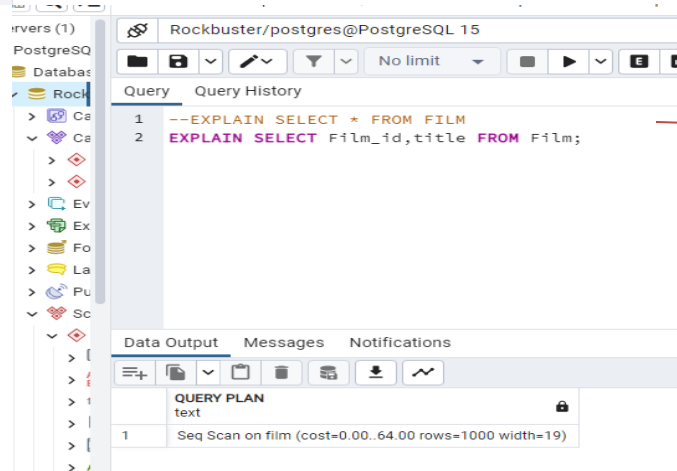 ervers (1)
PostgreSQ
Databas
Rock
Ca
Ca
Ev
Ex
Fo
La
Pu
Sc
Rockbuster/postgres@PostgreSQL 15
No limit
E
Query Query History
1 --EXPLAIN SELECT * FROM FILM
2 EXPLAIN SELECT Film_id,title FROM Film;
Data Output Messages Notifications
QUERY PLAN
text
1 Seq Scan on film (cost=0.00..64.00 rows=1000 width=19)